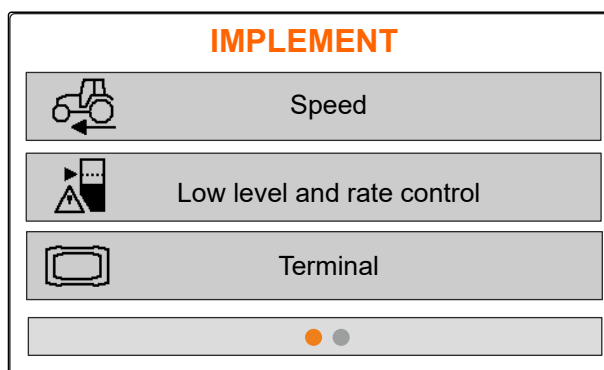 IMPLEMENT
Speed
Low level and rate control
Terminal